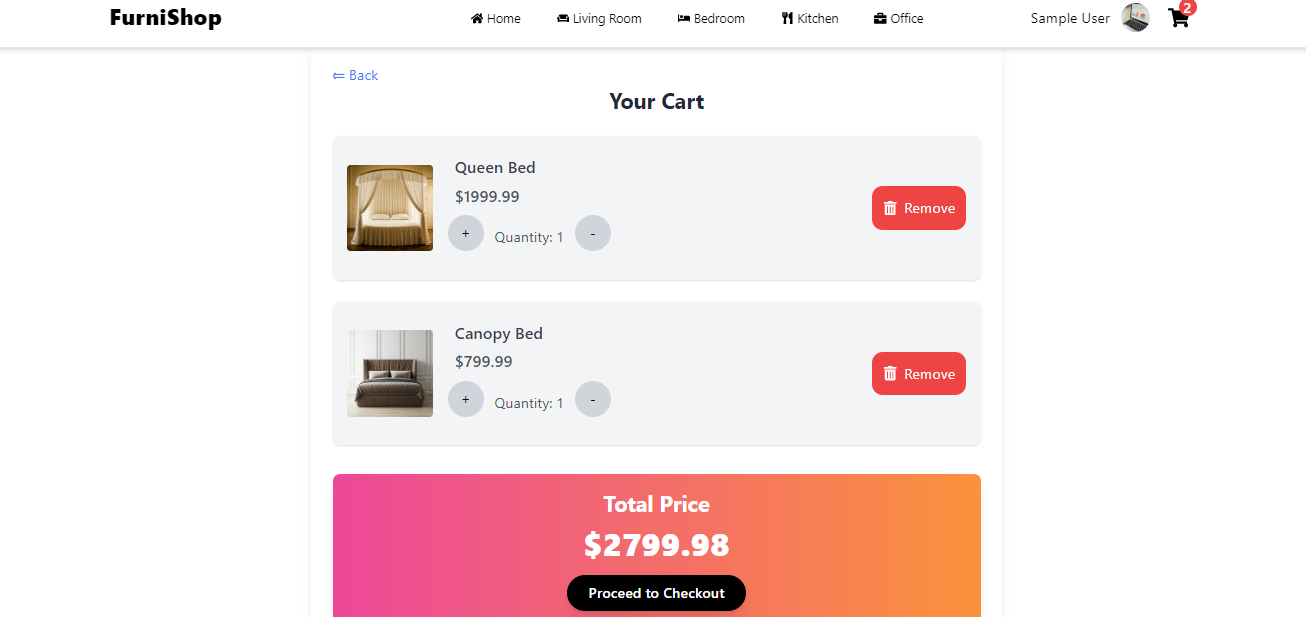 FurniShop
Home
Living Room
Bedroom
Kitchen
Office
Sample User
2
⇐ Back
Your Cart
Queen Bed
$1999.99
+ Quantity: 1 -
Remove
Canopy Bed
$799.99
+ Quantity: 1 -
Remove
Total Price
$2799.98
Proceed to Checkout